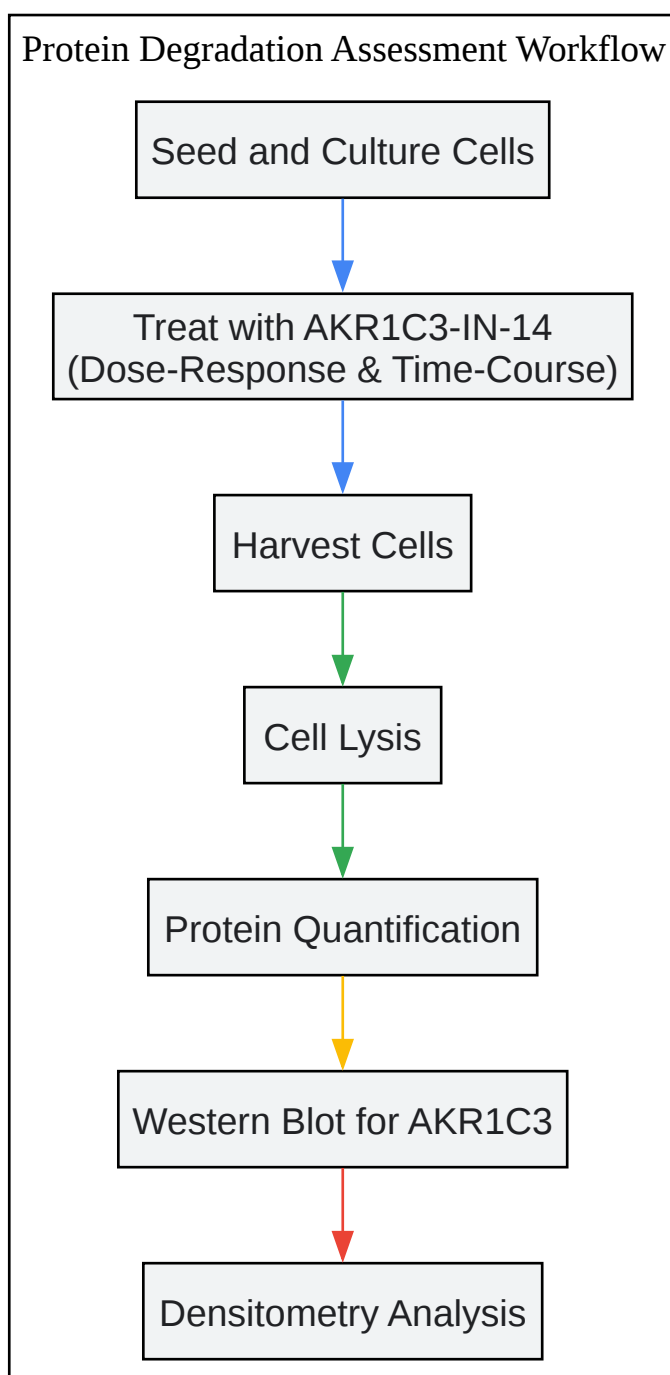 Protein Degradation Assessment Workflow
Seed and Culture Cells
Treat with AKR1C3-IN-14
(Dose-Response & Time-Course)
Harvest Cells
Cell Lysis
Protein Quantification
Western Blot for AKR1C3
Densitometry Analysis